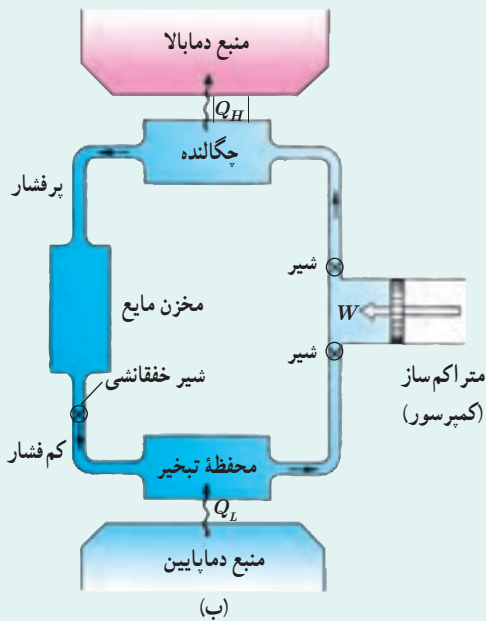 منبع دمابالا
|Q_H|
چگالنده
پرفشار
شیر
مخزن مایع
W
شیر
متراکم‌ساز
(کمپرسور)
شیر خفقانشی
کم‌فشار
محفظهٔ تبخیر
Q_L
منبع دماپایین
(ب)